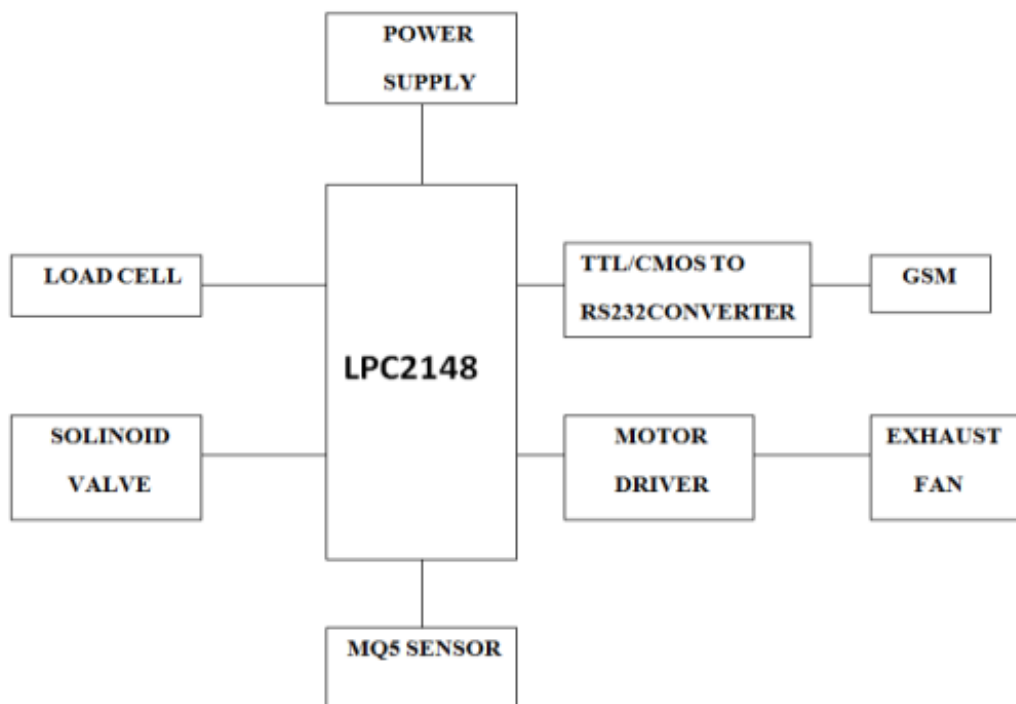 POWER
SUPPLY
LOAD CELL
TTL/CMOS TO
RS232CONVERTER
GSM
LPC2148
SOLINOID
VALVE
MOTOR
DRIVER
EXHAUST
FAN
MQ5 SENSOR